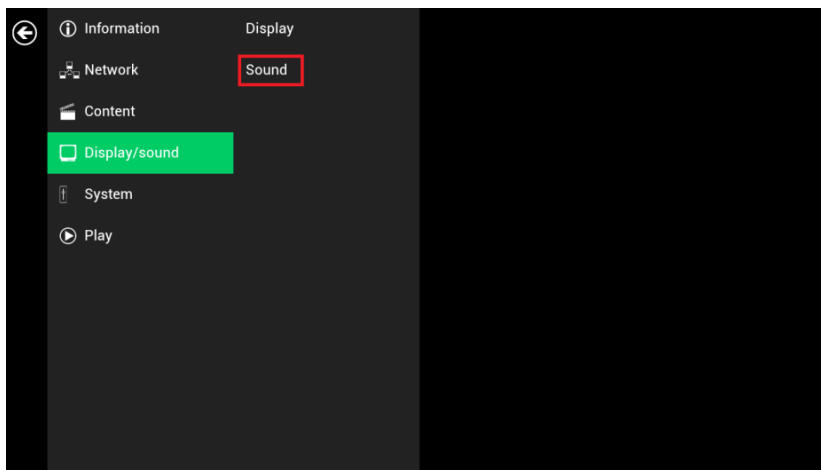 Information
Network
Content
Display/sound
System
Play
Display
Sound